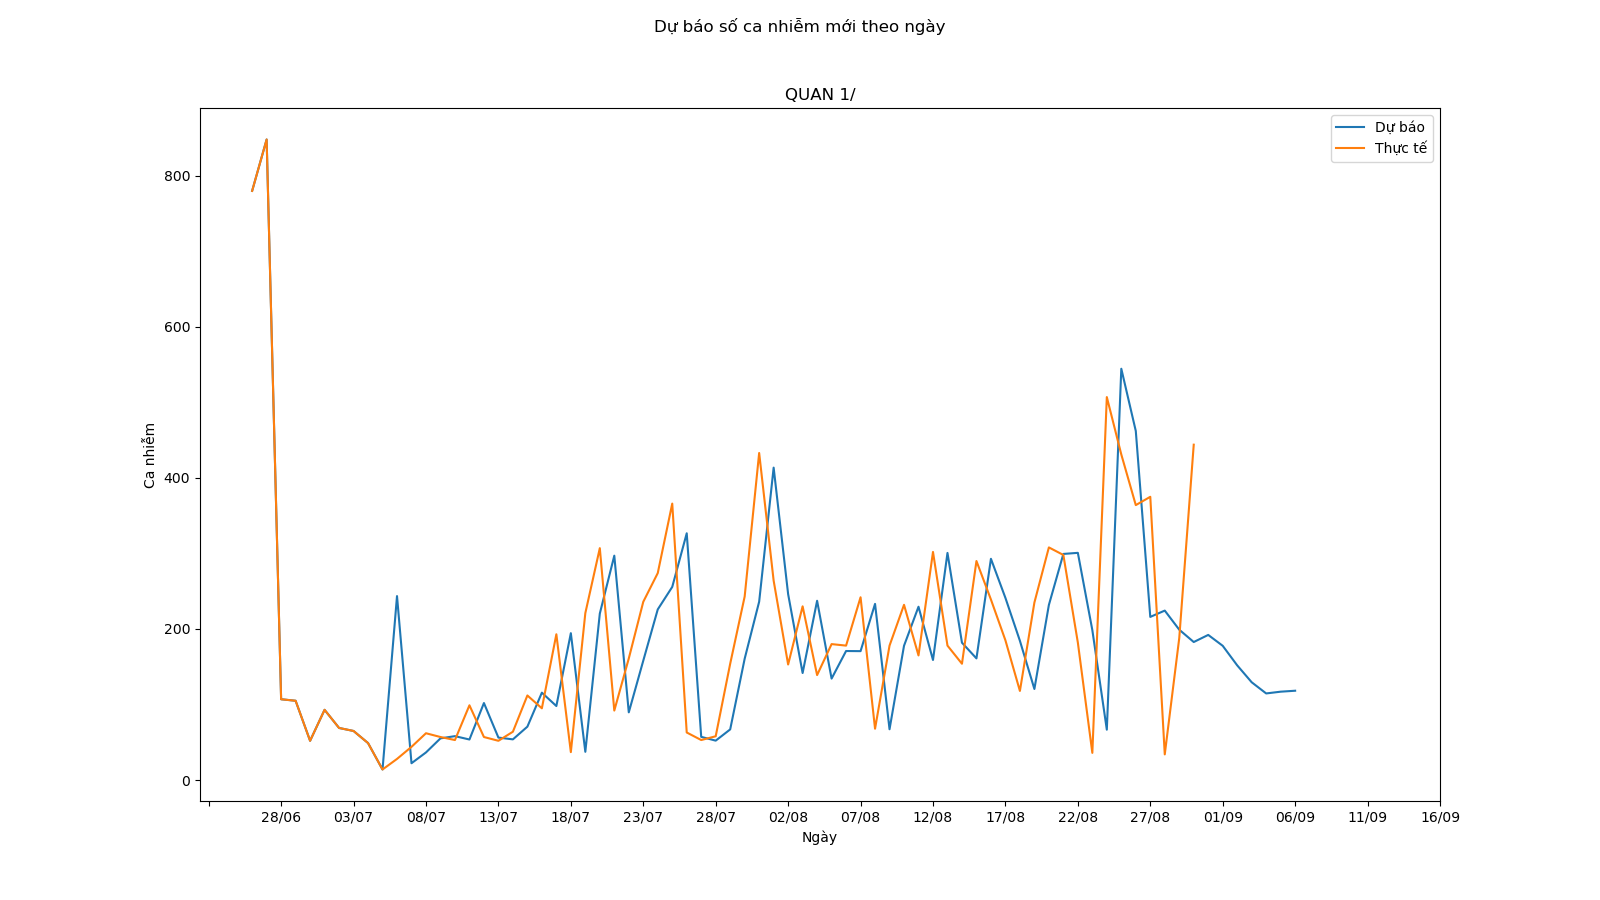 Dự báo số ca nhiễm mới theo ngày
QUAN 1/
Dự báo
Thực tế
800
600
400
200
0
Ca nhiễm
28/06 03/07 08/07 13/07 18/07 23/07 28/07 02/08 07/08 12/08 17/08 22/08 27/08 01/09 06/09 11/09 16/09
Ngày